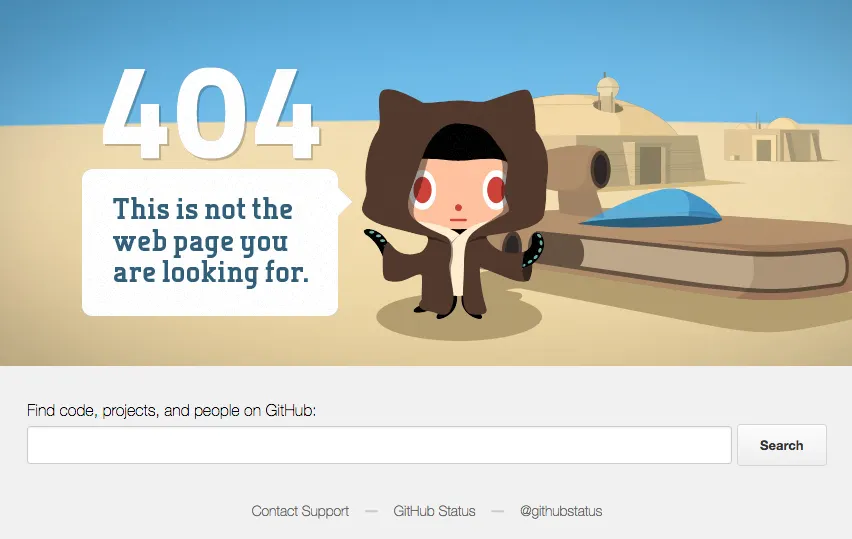 404
This is not the
web page you
are looking for.
Find code, projects, and people on GitHub:
Search
Contact Support — GitHub Status — @githubstatus